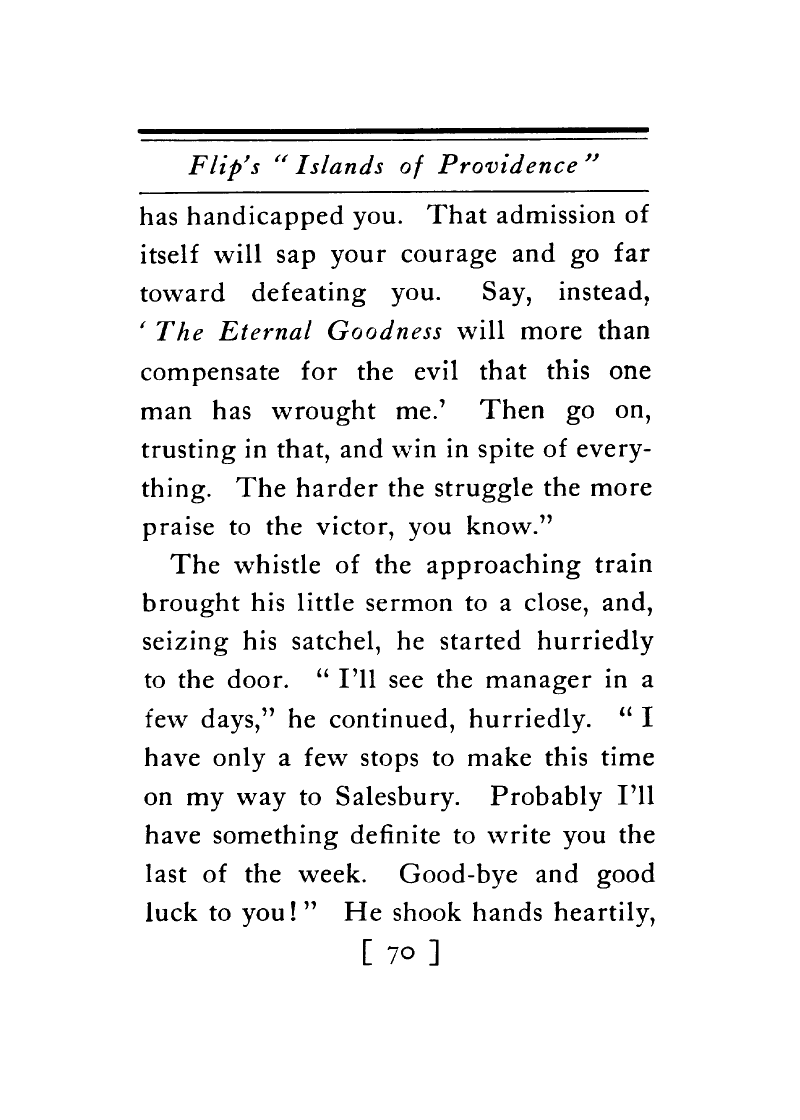 Flip's “Islands of Providence”
has handicapped you. That admission of
itself will sap your courage and go far
toward defeating you. Say, instead,
‘The Eternal Goodness will more than
compensate for the evil that this one
man has wrought me.’ Then go on,
trusting in that, and win in spite of every-
thing. The harder the struggle the more
praise to the victor, you know.”
The whistle of the approaching train
brought his little sermon to a close, and,
seizing his satchel, he started hurriedly
to the door. “I’ll see the manager in a
few days,” he continued, hurriedly. “I
have only a few stops to make this time
on my way to Salesbury. Probably I’ll
have something definite to write you the
last of the week. Good-bye and good
luck to you!” He shook hands heartily,
[ 70 ]